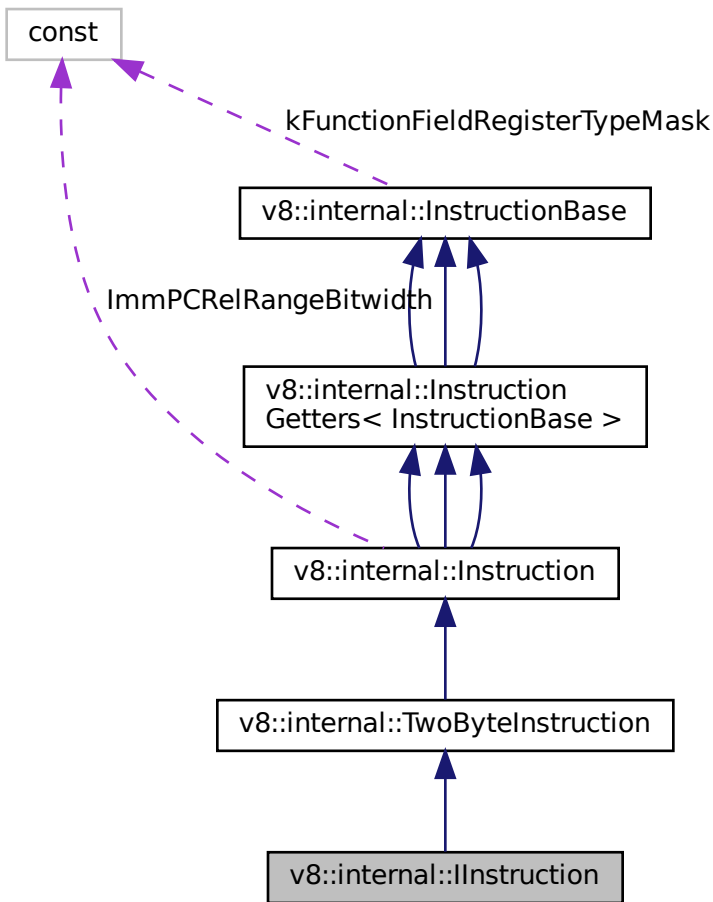 const
kFunctionFieldRegisterTypeMask
v8::internal::InstructionBase
ImmPCRelRangeBitwidth
v8::internal::Instruction
Getters< InstructionBase >
v8::internal::Instruction
v8::internal::TwoByteInstruction
v8::internal::IInstruction